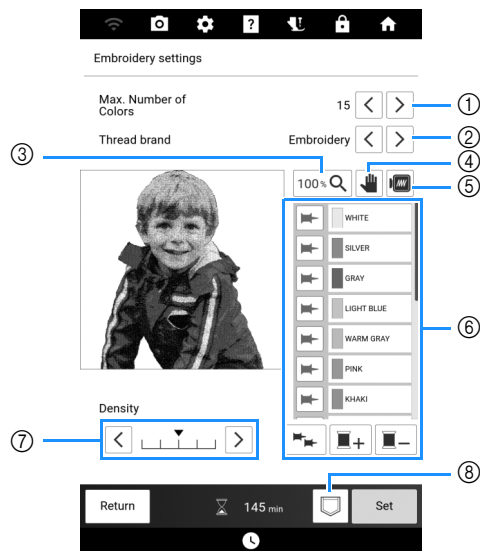 ?
Embroidery settings
Max. Number of
Colors
15
①
Thread brand
Embroidery
②
③
④
100%
⑤
WHITE
SILVER
GRAY
LIGHT BLUE
WARM GRAY
PINK
KHAKI
⑥
Density
⑦
+
−
⑧
Return
145 min
Set